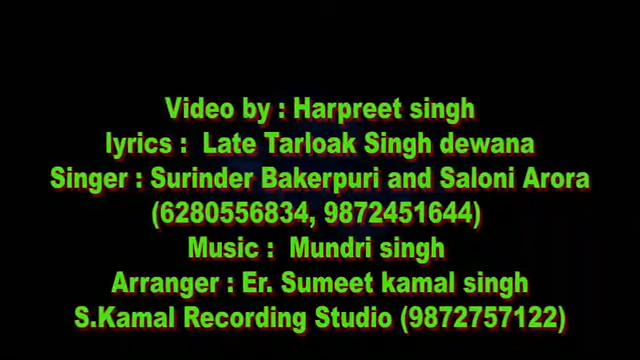 Video by : Harpreet singh
lyrics :  Late Tarloak Singh dewana
Singer : Surinder Bakerpuri and Saloni Arora
(6280556834, 9872451644)
Music :  Mundri singh
Arranger : Er. Sumeet kamal singh
S.Kamal Recording Studio (9872757122)